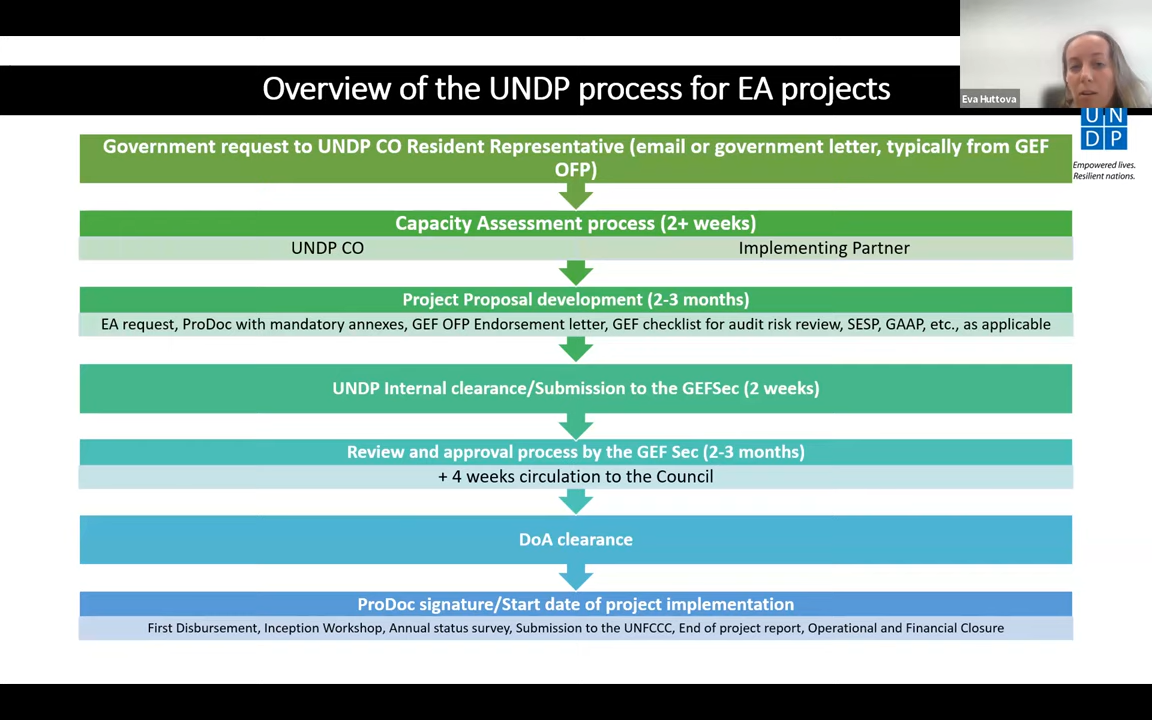 Overview of the UNDP process for EA projects
Eva Huttova
U N
D P
Empowered lives.
Resilient nations.
Government request to UNDP CO Resident Representative (email or government letter, typically from GEF
OFP)
Capacity Assessment process (2+ weeks)
UNDP CO Implementing Partner
Project Proposal development (2-3 months)
EA request, ProDoc with mandatory annexes, GEF OFP Endorsement letter, GEF checklist for audit risk review, SESP, GAAP, etc., as applicable
UNDP Internal clearance/Submission to the GEFSec (2 weeks)
Review and approval process by the GEF Sec (2-3 months)
+ 4 weeks circulation to the Council
DoA clearance
ProDoc signature/Start date of project implementation
First Disbursement, Inception Workshop, Annual status survey, Submission to the UNFCCC, End of project report, Operational and Financial Closure